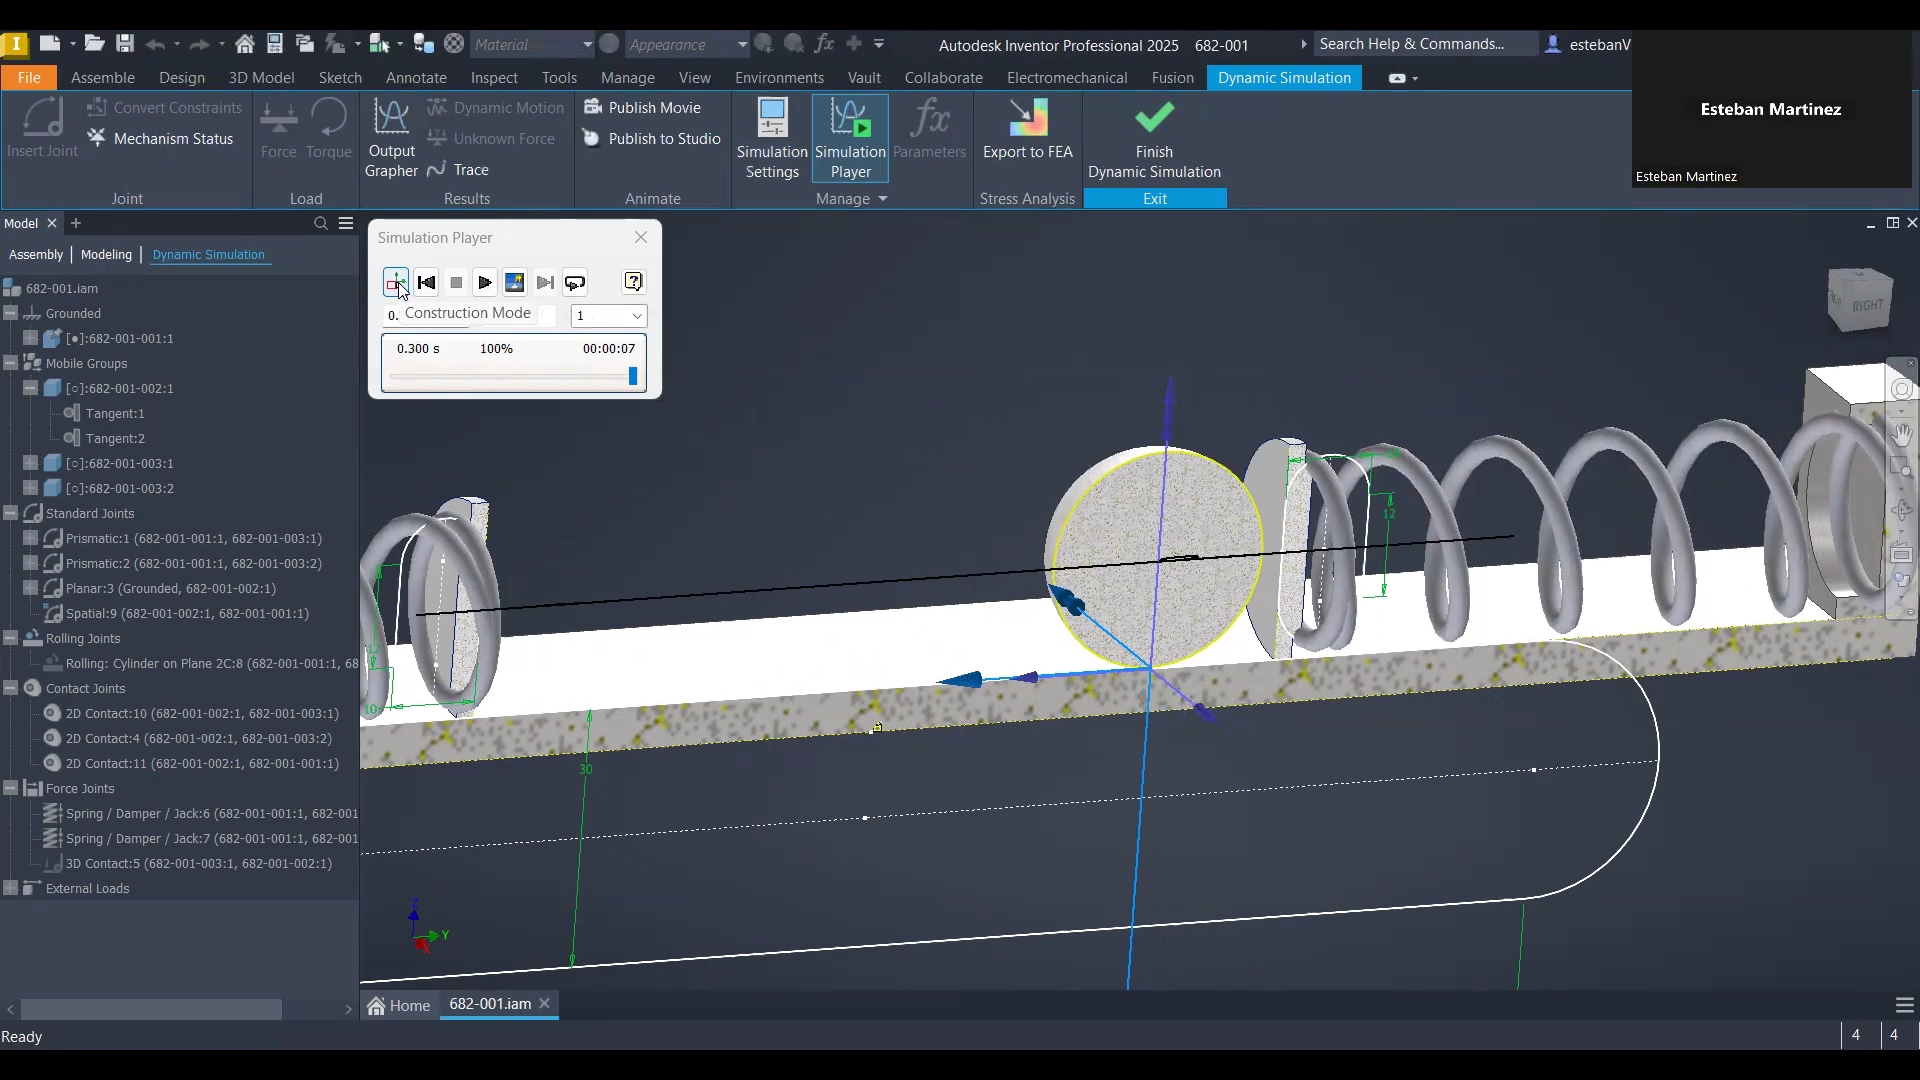 Material
Appearance
Autodesk Inventor Professional 2025 682-001
Search Help & Commands...
estebanV
File Assemble Design 3D Model Sketch Annotate Inspect Tools Manage View Environments Vault Collaborate Electromechanical Fusion Dynamic Simulation
Esteban Martinez
Esteban Martinez
Insert Joint
Convert Constraints
Mechanism Status
Joint
Force Torque
Load
Output Grapher
Dynamic Motion
Unknown Force
Trace
Results
Publish Movie
Publish to Studio
Animate
Simulation Settings
Simulation Player
Parameters
Manage
Export to FEA
Stress Analysis
Finish Dynamic Simulation
Exit
Model
Assembly Modeling Dynamic Simulation
682-001.iam
Grounded
[●]:682-001-001:1
Mobile Groups
[○]:682-001-002:1
Tangent:1
Tangent:2
[○]:682-001-003:1
[○]:682-001-003:2
Standard Joints
Prismatic:1 (682-001-001:1, 682-001-003:1)
Prismatic:2 (682-001-001:1, 682-001-003:2)
Planar:3 (Grounded, 682-001-002:1)
Spatial:9 (682-001-002:1, 682-001-001:1)
Rolling Joints
Rolling: Cylinder on Plane 2C:8 (682-001-001:1, 68
Contact Joints
2D Contact:10 (682-001-002:1, 682-001-003:1)
2D Contact:4 (682-001-002:1, 682-001-003:2)
2D Contact:11 (682-001-002:1, 682-001-001:1)
Force Joints
Spring / Damper / Jack:6 (682-001-001:1, 682-001
Spring / Damper / Jack:7 (682-001-001:1, 682-001
3D Contact:5 (682-001-003:1, 682-001-002:1)
External Loads
Simulation Player
0.
Construction Mode
1
0.300 s 100% 00:00:07
RIGHT
12
10
30
Z
Y
X
Home 682-001.iam
Ready
4 4